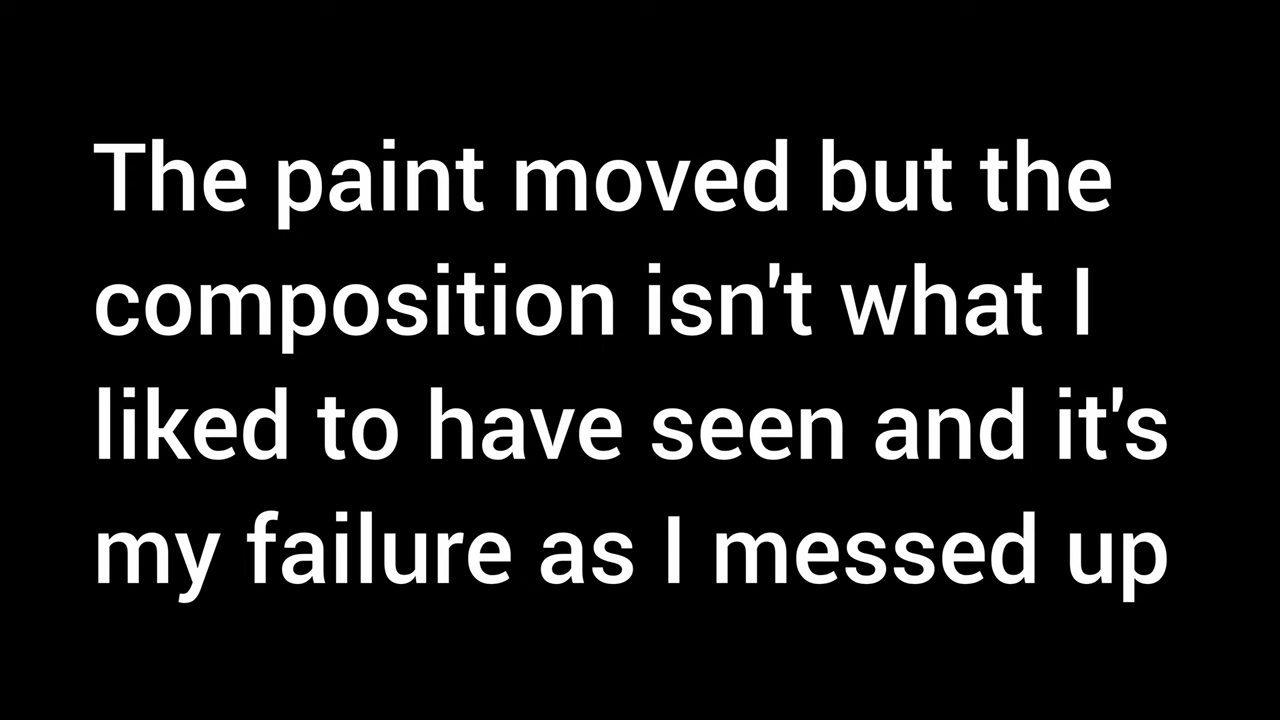 The paint moved but the
composition isn't what I
liked to have seen and it's
my failure as I messed up